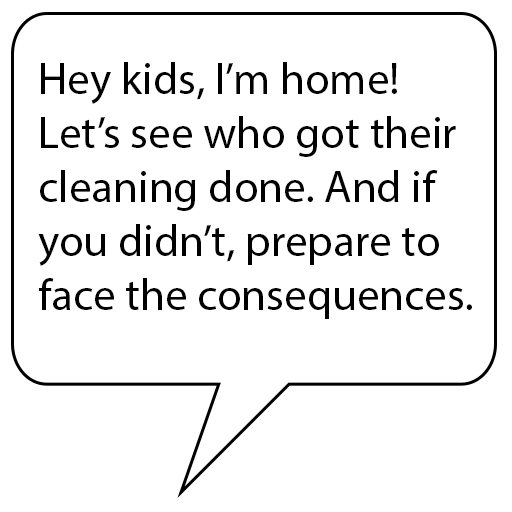 Hey kids, I’m home!
Let’s see who got their
cleaning done. And if
you didn’t, prepare to
face the consequences.